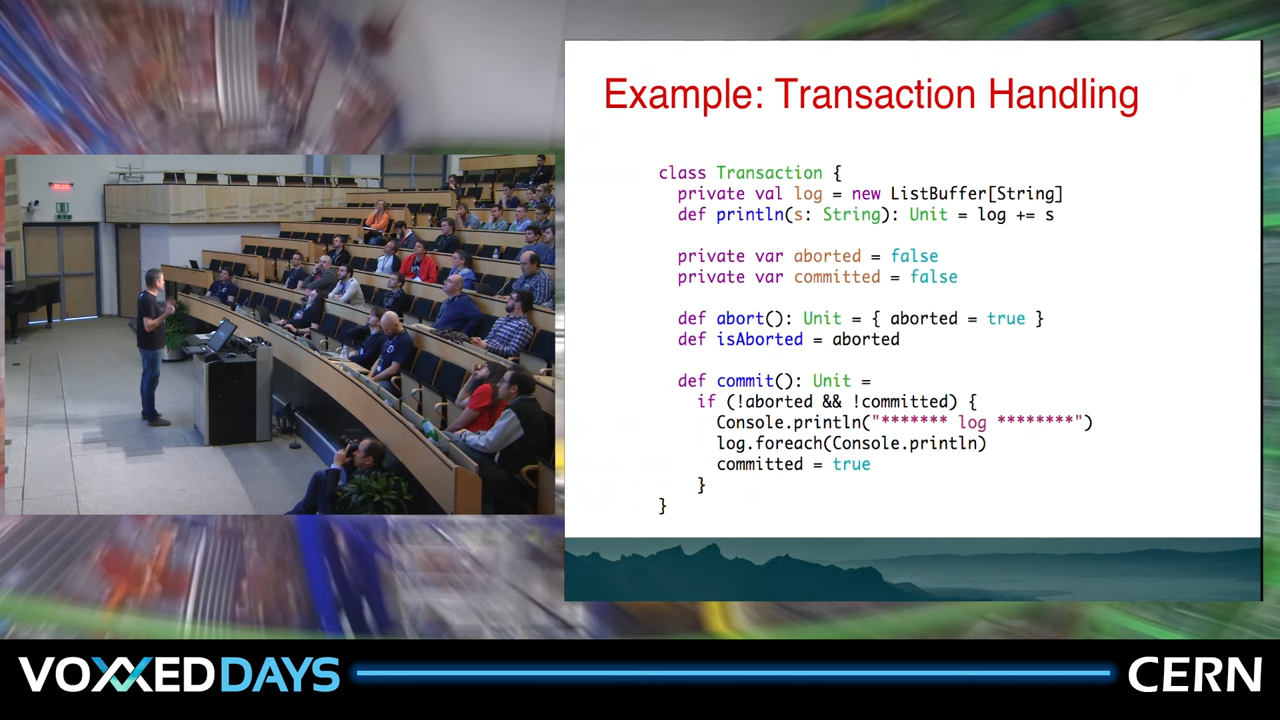 Example: Transaction Handling
class Transaction {
  private val log = new ListBuffer[String]
  def println(s: String): Unit = log += s
  private var aborted = false
  private var committed = false
  def abort(): Unit = { aborted = true }
  def isAborted = aborted
  def commit(): Unit =
    if (!aborted && !committed) {
      Console.println("******* log ********")
      log.foreach(Console.println)
      committed = true
    }
}
VOXXED DAYS
CERN